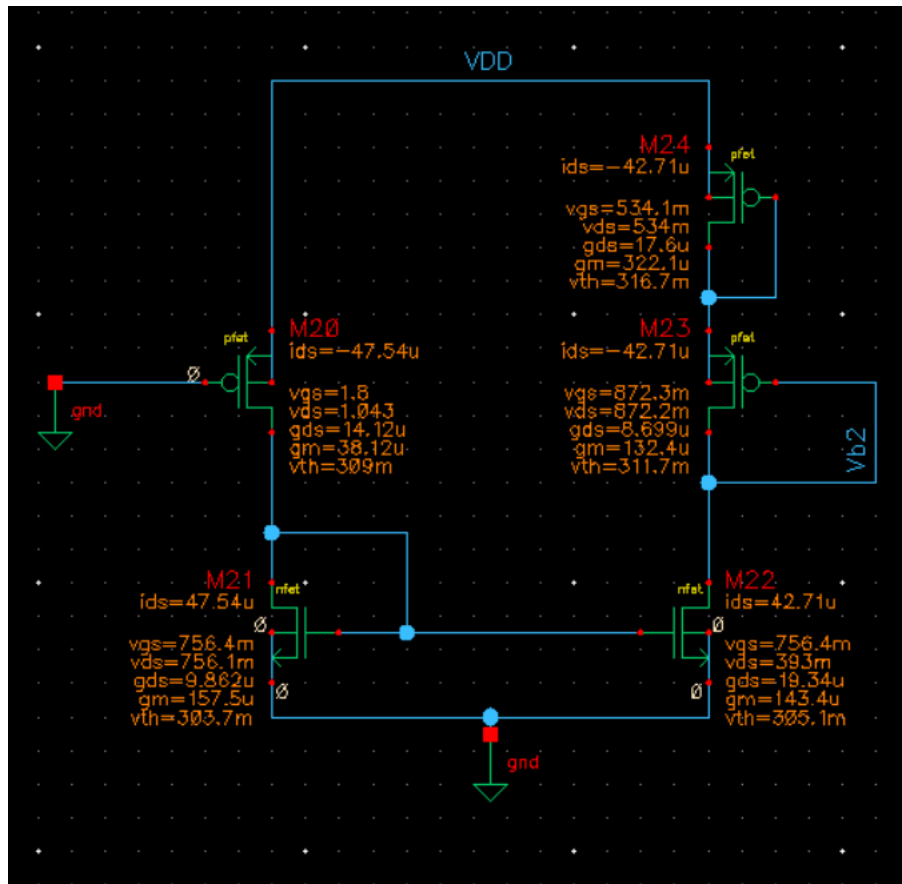 VDD
M24
pfet
ids=-42.71u
vgs=534.1m
vds=534m
gds=17.6u
gm=322.1u
vth=316.7m
M20
pfet
ids=-47.54u
Ø
gnd
vgs=1.8
vds=1.043
gds=14.12u
gm=38.12u
vth=309m
M23
pfet
ids=-42.71u
vgs=872.3m
vds=872.2m
gds=8.699u
gm=132.4u
vth=311.7m
Vb2
M21
nfet
ids=47.54u
Ø
vgs=756.4m
vds=756.1m
gds=9.862u
gm=157.5u
vth=303.7m
Ø
M22
nfet
ids=42.71u
Ø
vgs=756.4m
vds=393m
gds=19.34u
gm=143.4u
vth=305.1m
Ø
gnd